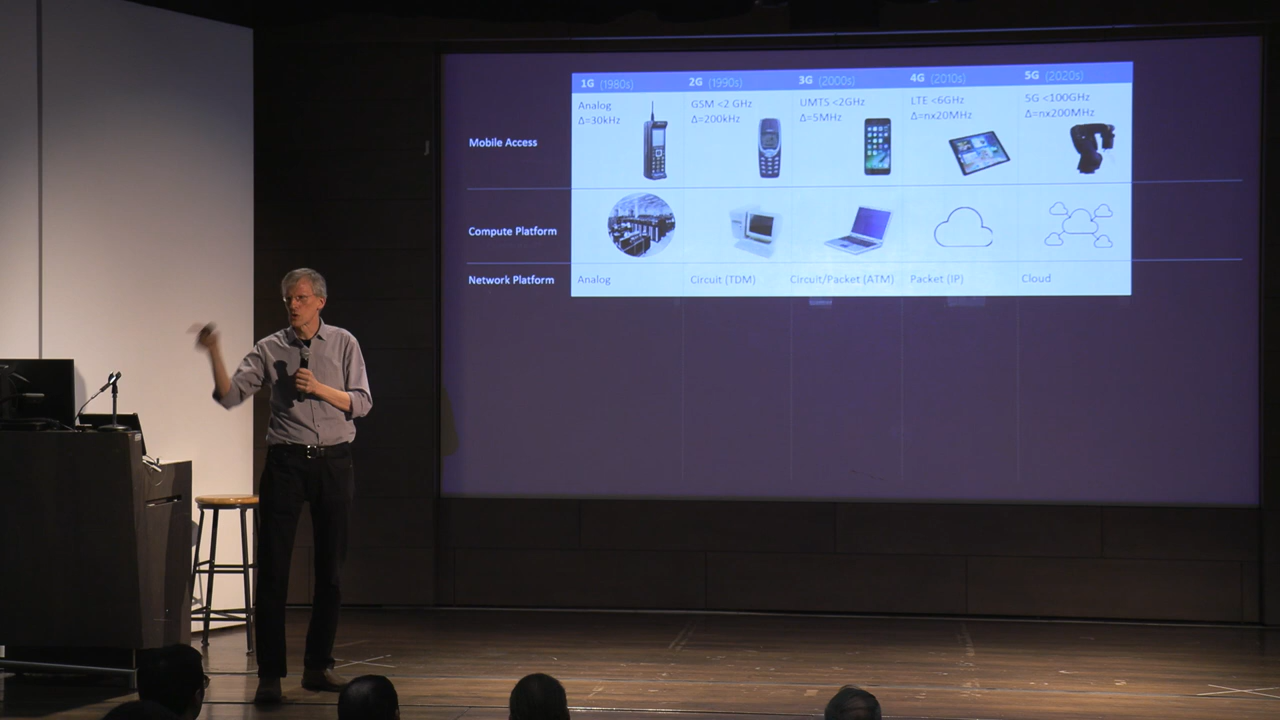 1G (1980s) 2G (1990s) 3G (2000s) 4G (2010s) 5G (2020s)
Analog GSM <2 GHz UMTS <2GHz LTE <6GHz 5G <100GHz
Δ=30kHz Δ=200kHz Δ=5MHz Δ=nx20MHz Δ=nx200MHz
Mobile Access
Compute Platform
Network Platform Analog Circuit (TDM) Circuit/Packet (ATM) Packet (IP) Cloud